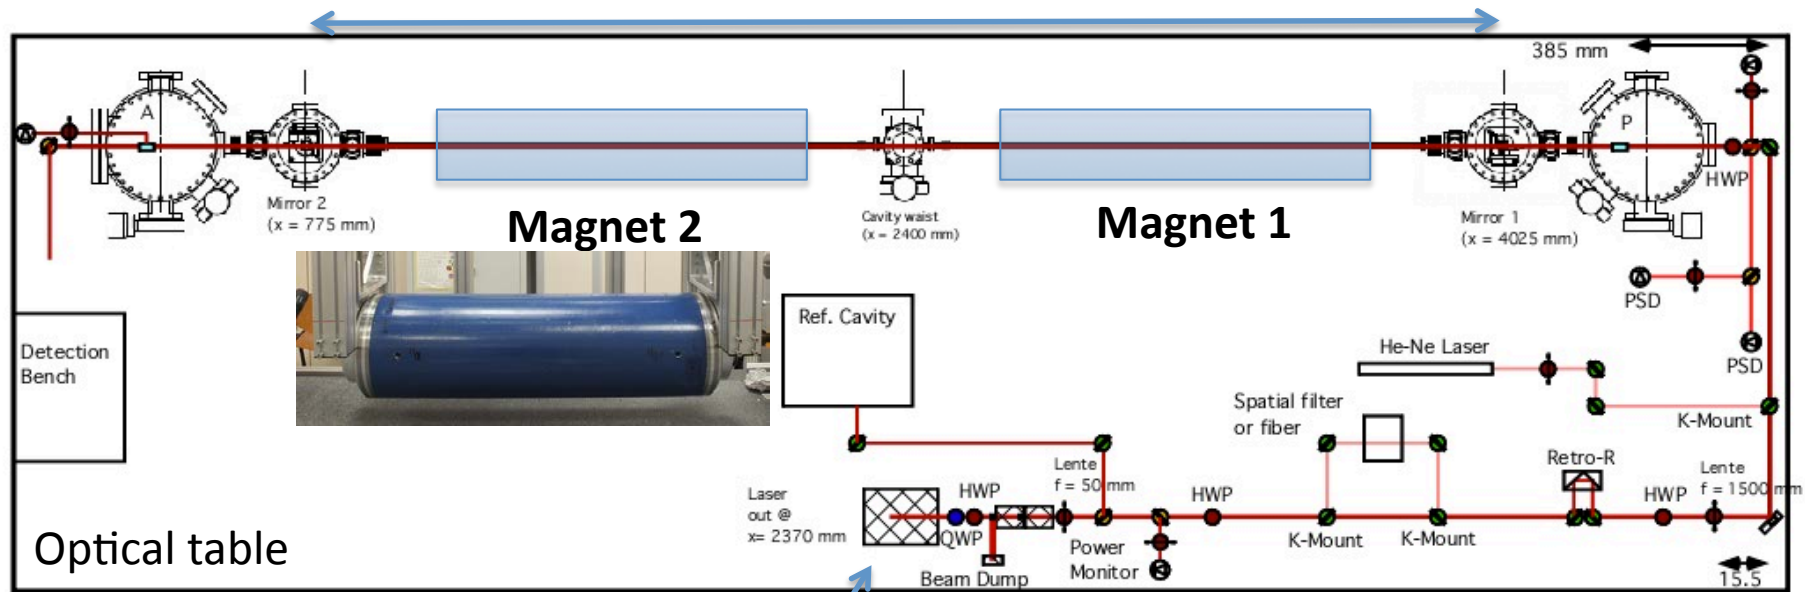 385 mm
A
P
HWP
Mirror 2
(x = 775 mm)
Cavity waist
(x = 2400 mm)
Mirror 1
(x = 4025 mm)
Magnet 2
Magnet 1
PSD
PSD
Ref. Cavity
He-Ne Laser
K-Mount
Detection
Bench
Spatial filter
or fiber
Retro-R
Lente
f = 50 mm
Lente
f = 1500 mm
Laser
out @
x= 2370 mm
HWP
QWP
HWP
HWP
K-Mount
K-Mount
Power
Monitor
Beam Dump
15.5
Optical table